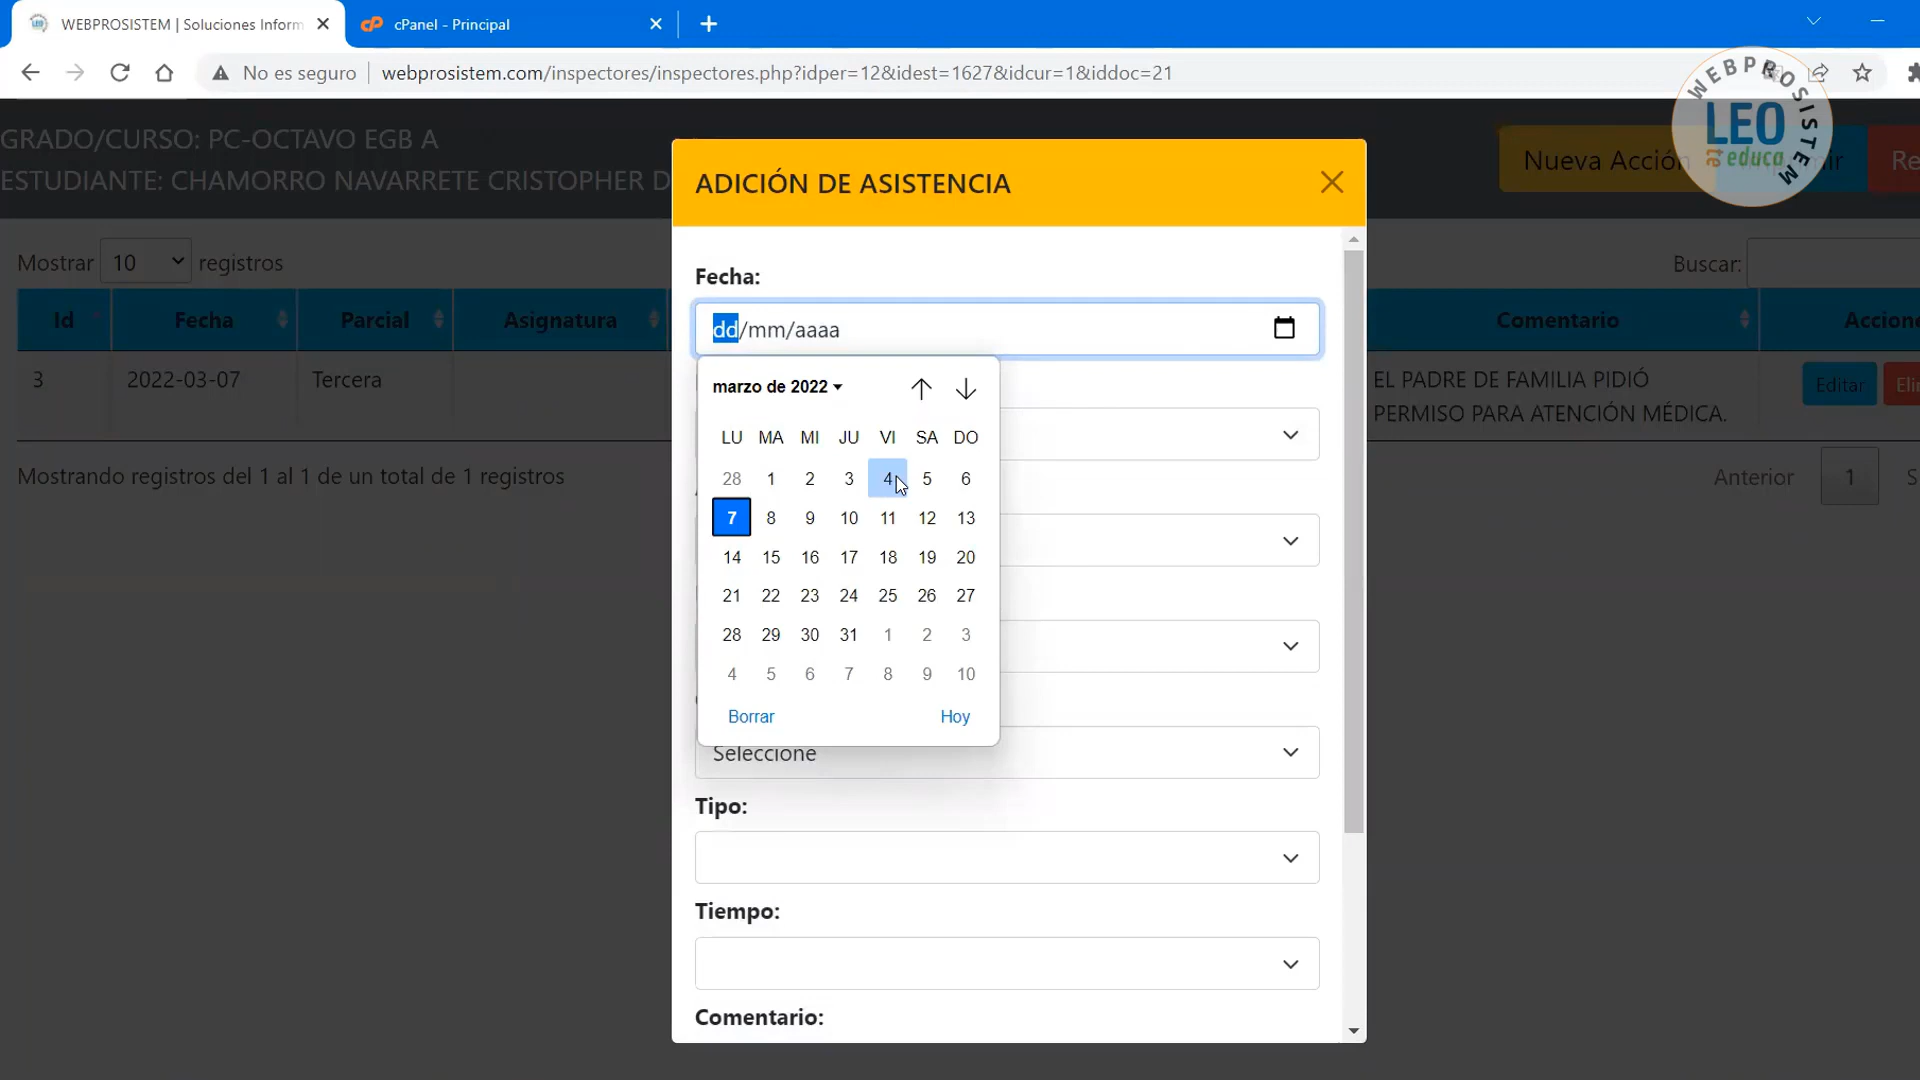 WEBPROSISTEM | Soluciones Inform
cPanel - Principal
No es seguro
webprosistem.com/inspectores/inspectores.php?idper=12&idest=1627&idcur=1&iddoc=21
WEBPROSISTEM
LEO
te educa
GRADO/CURSO: PC-OCTAVO EGB A
ESTUDIANTE: CHAMORRO NAVARRETE CRISTOPHER D
Nueva Acción
Re
ADICIÓN DE ASISTENCIA
Mostrar 10 registros
Buscar:
Id Fecha Parcial Asignatura Comentario Accione
3 2022-03-07 Tercera EL PADRE DE FAMILIA PIDIÓ Editar Eli
PERMISO PARA ATENCIÓN MÉDICA.
Mostrando registros del 1 al 1 de un total de 1 registros
Anterior 1 S
Fecha:
dd/mm/aaaa
marzo de 2022
LU MA MI JU VI SA DO
28 1 2 3 4 5 6
7 8 9 10 11 12 13
14 15 16 17 18 19 20
21 22 23 24 25 26 27
28 29 30 31 1 2 3
4 5 6 7 8 9 10
Borrar Hoy
Seleccione
Tipo:
Tiempo:
Comentario: